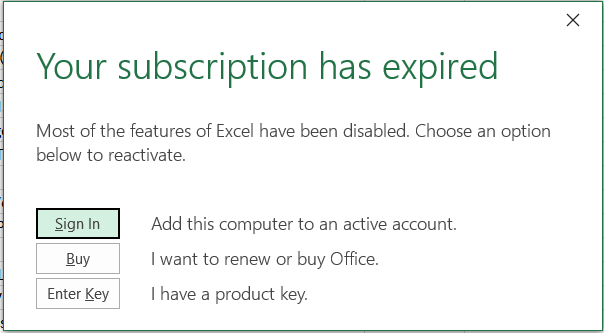 Your subscription has expired
Most of the features of Excel have been disabled. Choose an option
below to reactivate.
Sign In Add this computer to an active account.
Buy I want to renew or buy Office.
Enter Key I have a product key.